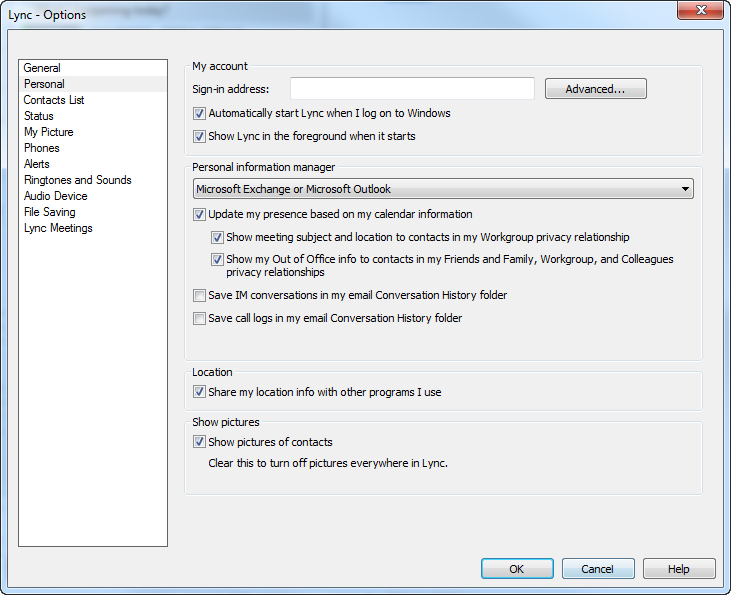 Lync - Options
General
Personal
Contacts List
Status
My Picture
Phones
Alerts
Ringtones and Sounds
Audio Device
File Saving
Lync Meetings
My account
Sign-in address:
Advanced...
Automatically start Lync when I log on to Windows
Show Lync in the foreground when it starts
Personal information manager
Microsoft Exchange or Microsoft Outlook
Update my presence based on my calendar information
Show meeting subject and location to contacts in my Workgroup privacy relationship
Show my Out of Office info to contacts in my Friends and Family, Workgroup, and Colleagues
privacy relationships
Save IM conversations in my email Conversation History folder
Save call logs in my email Conversation History folder
Location
Share my location info with other programs I use
Show pictures
Show pictures of contacts
Clear this to turn off pictures everywhere in Lync.
OK
Cancel
Help